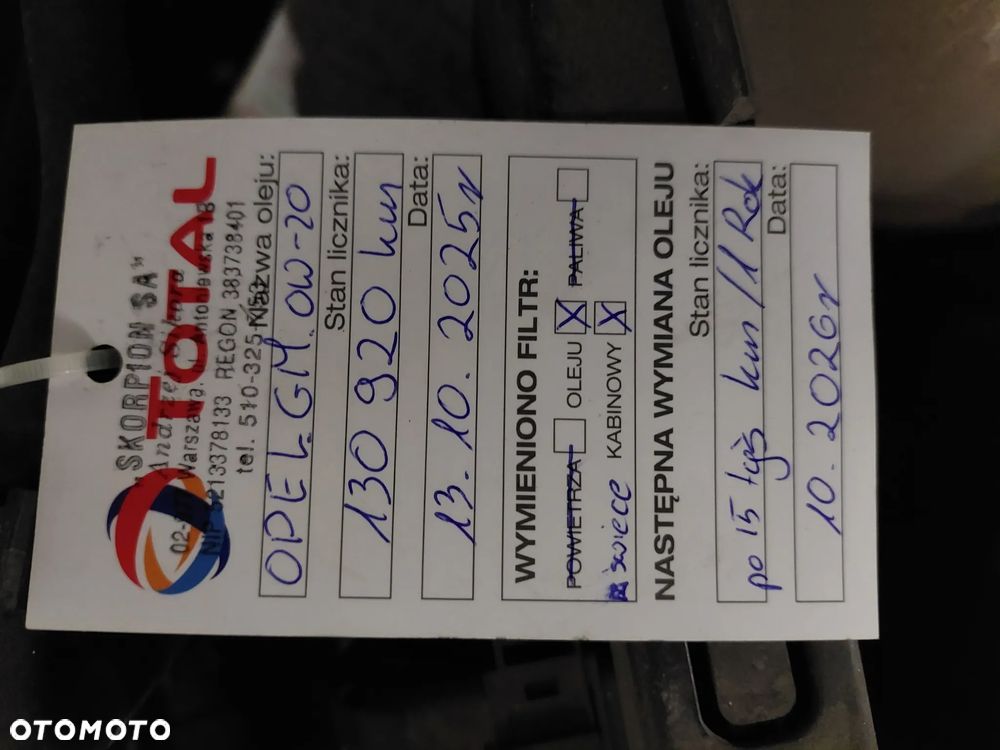 "SKORPION SA"
TOTAL
NIP 5213378133 REGON 383738401
Nazwa oleju:
OPEL-GM. 0W-20
Stan licznika:
130 920 km
Data:
13.10.2025r
WYMIENIONO FILTR:
POWIETRZA OLEJU X PALIWA
świece KABINOWY X
NASTĘPNA WYMIANA OLEJU
Stan licznika:
po 15 tyś km/1 Rok
Data:
10.2026r
OTOMOTO